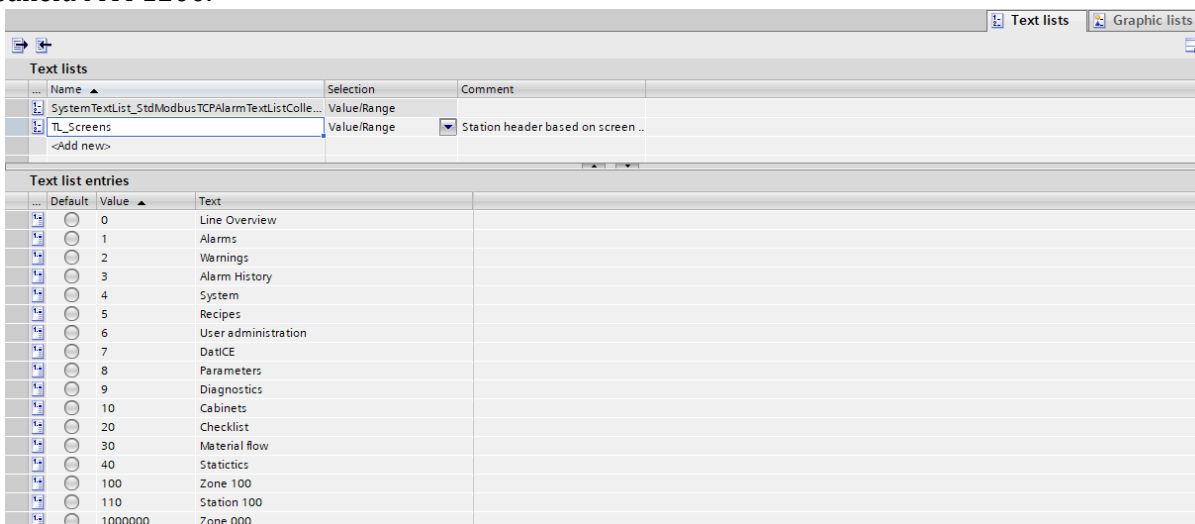 Text lists Graphic lists
Text lists
... Name Selection Comment
SystemTextList_StdModbusTCPAlarmTextListColle... Value/Range
TL_Screens Value/Range Station header based on screen ..
<Add new>
Text list entries
... Default Value Text
0 Line Overview
1 Alarms
2 Warnings
3 Alarm History
4 System
5 Recipes
6 User administration
7 DatICE
8 Parameters
9 Diagnostics
10 Cabinets
20 Checklist
30 Material flow
40 Statictics
100 Zone 100
110 Station 100
1000000 Zone 000